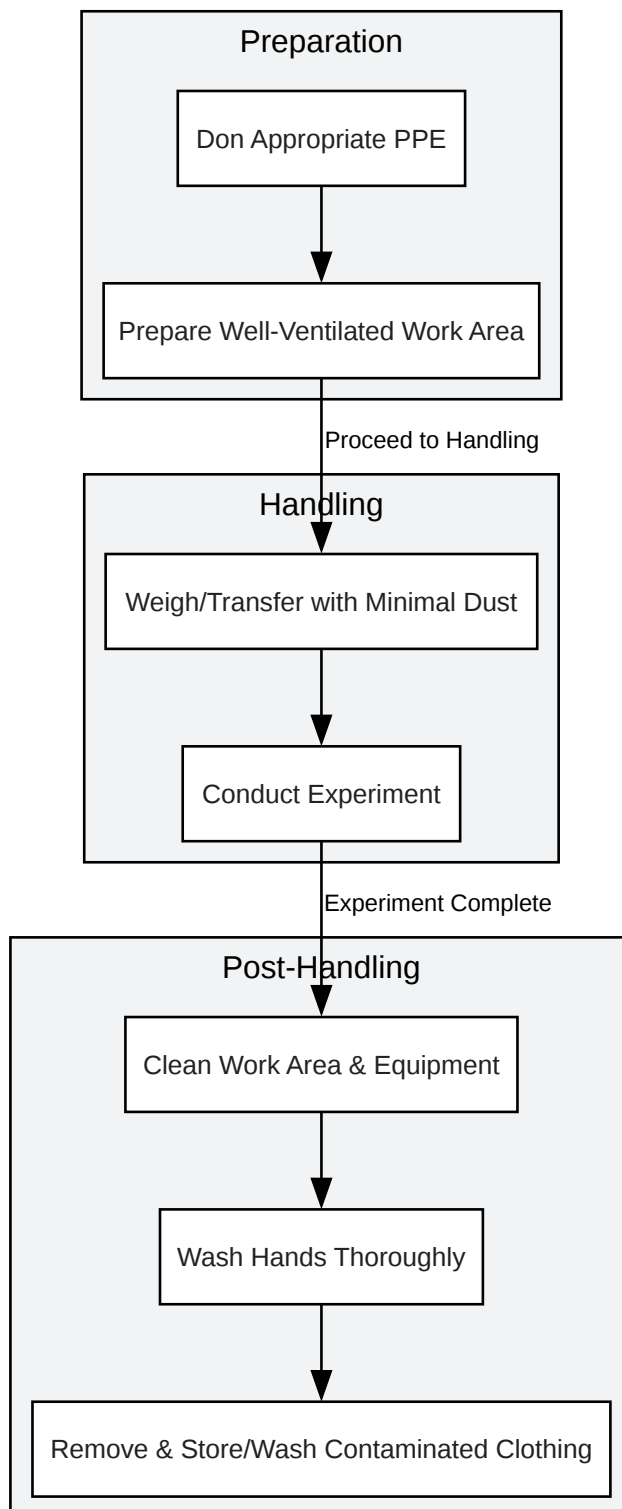 Preparation
Don Appropriate PPE
Prepare Well-Ventilated Work Area
Proceed to Handling
Handling
Weigh/Transfer with Minimal Dust
Conduct Experiment
Experiment Complete
Post-Handling
Clean Work Area & Equipment
Wash Hands Thoroughly
Remove & Store/Wash Contaminated Clothing